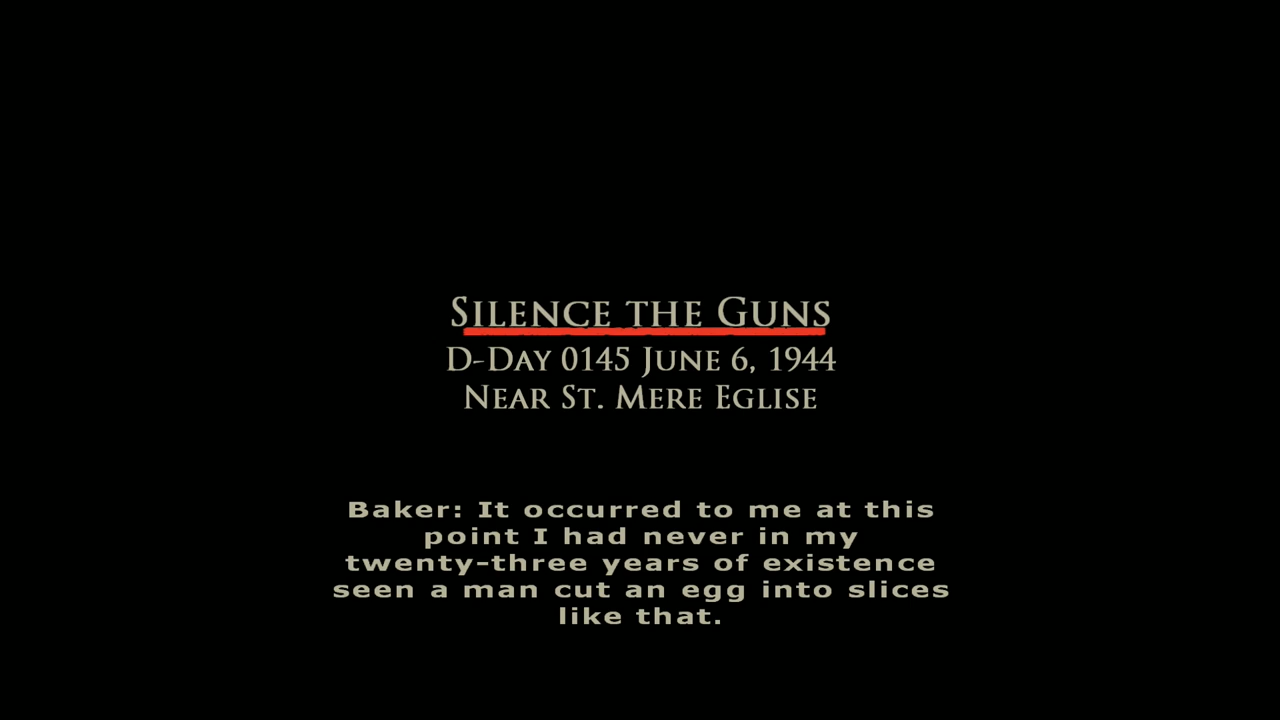 Silence the Guns
D-Day 0145 June 6, 1944
Near St. Mere Eglise
Baker: It occurred to me at this
point I had never in my
twenty-three years of existence
seen a man cut an egg into slices
like that.